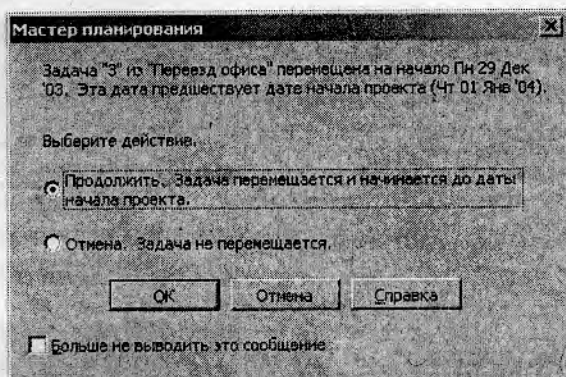 Мастер планирования
Задача "3" из "Переезд офиса" перемещена на начало Пн 29 Дек
'03. Эта дата предшествует дате начала проекта (Чт 01 Янв '04).
Выберите действия.
Продолжить. Задача перемещается и начинается до даты
начала проекта.
Отмена. Задача не перемещается.
ОК Отмена Справка
Больше не выводить это сообщение